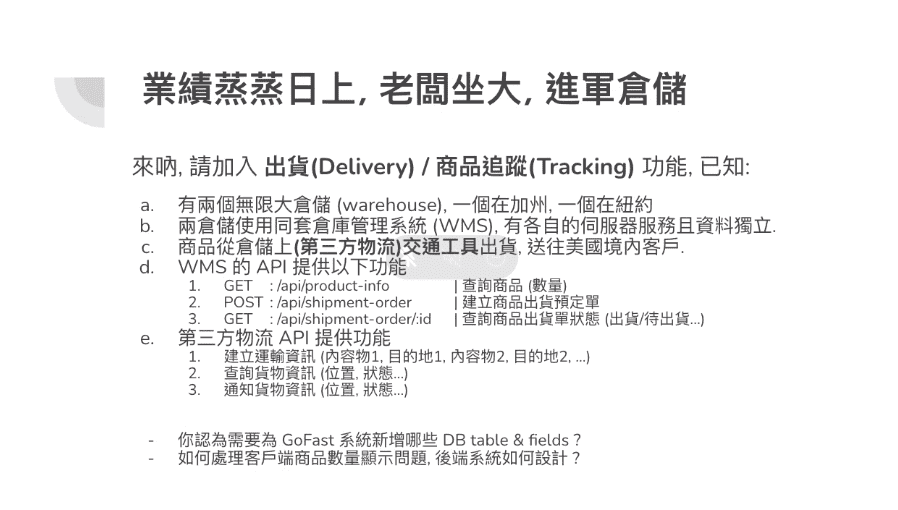 業績蒸蒸日上, 老闆坐大, 進軍倉儲
來吶, 請加入 出貨(Delivery) / 商品追蹤(Tracking) 功能, 已知:
a. 有兩個無限大倉儲 (warehouse), 一個在加州, 一個在紐約
b. 兩倉儲使用同套倉庫管理系統 (WMS), 有各自的伺服器服務且資料獨立.
c. 商品從倉儲上(第三方物流)交通工具出貨, 送往美國境內客戶.
d. WMS 的 API 提供以下功能
1. GET : /api/product-info | 查詢商品 (數量)
2. POST : /api/shipment-order | 建立商品出貨預定單
3. GET : /api/shipment-order/:id | 查詢商品出貨單狀態 (出貨/待出貨...)
e. 第三方物流 API 提供功能
1. 建立運輸資訊 (內容物1, 目的地1, 內容物2, 目的地2, ...)
2. 查詢貨物資訊 (位置, 狀態...)
3. 通知貨物資訊 (位置, 狀態...)
- 你認為需要為 GoFast 系統新增哪些 DB table & fields ?
- 如何處理客戶端商品數量顯示問題, 後端系統如何設計 ?